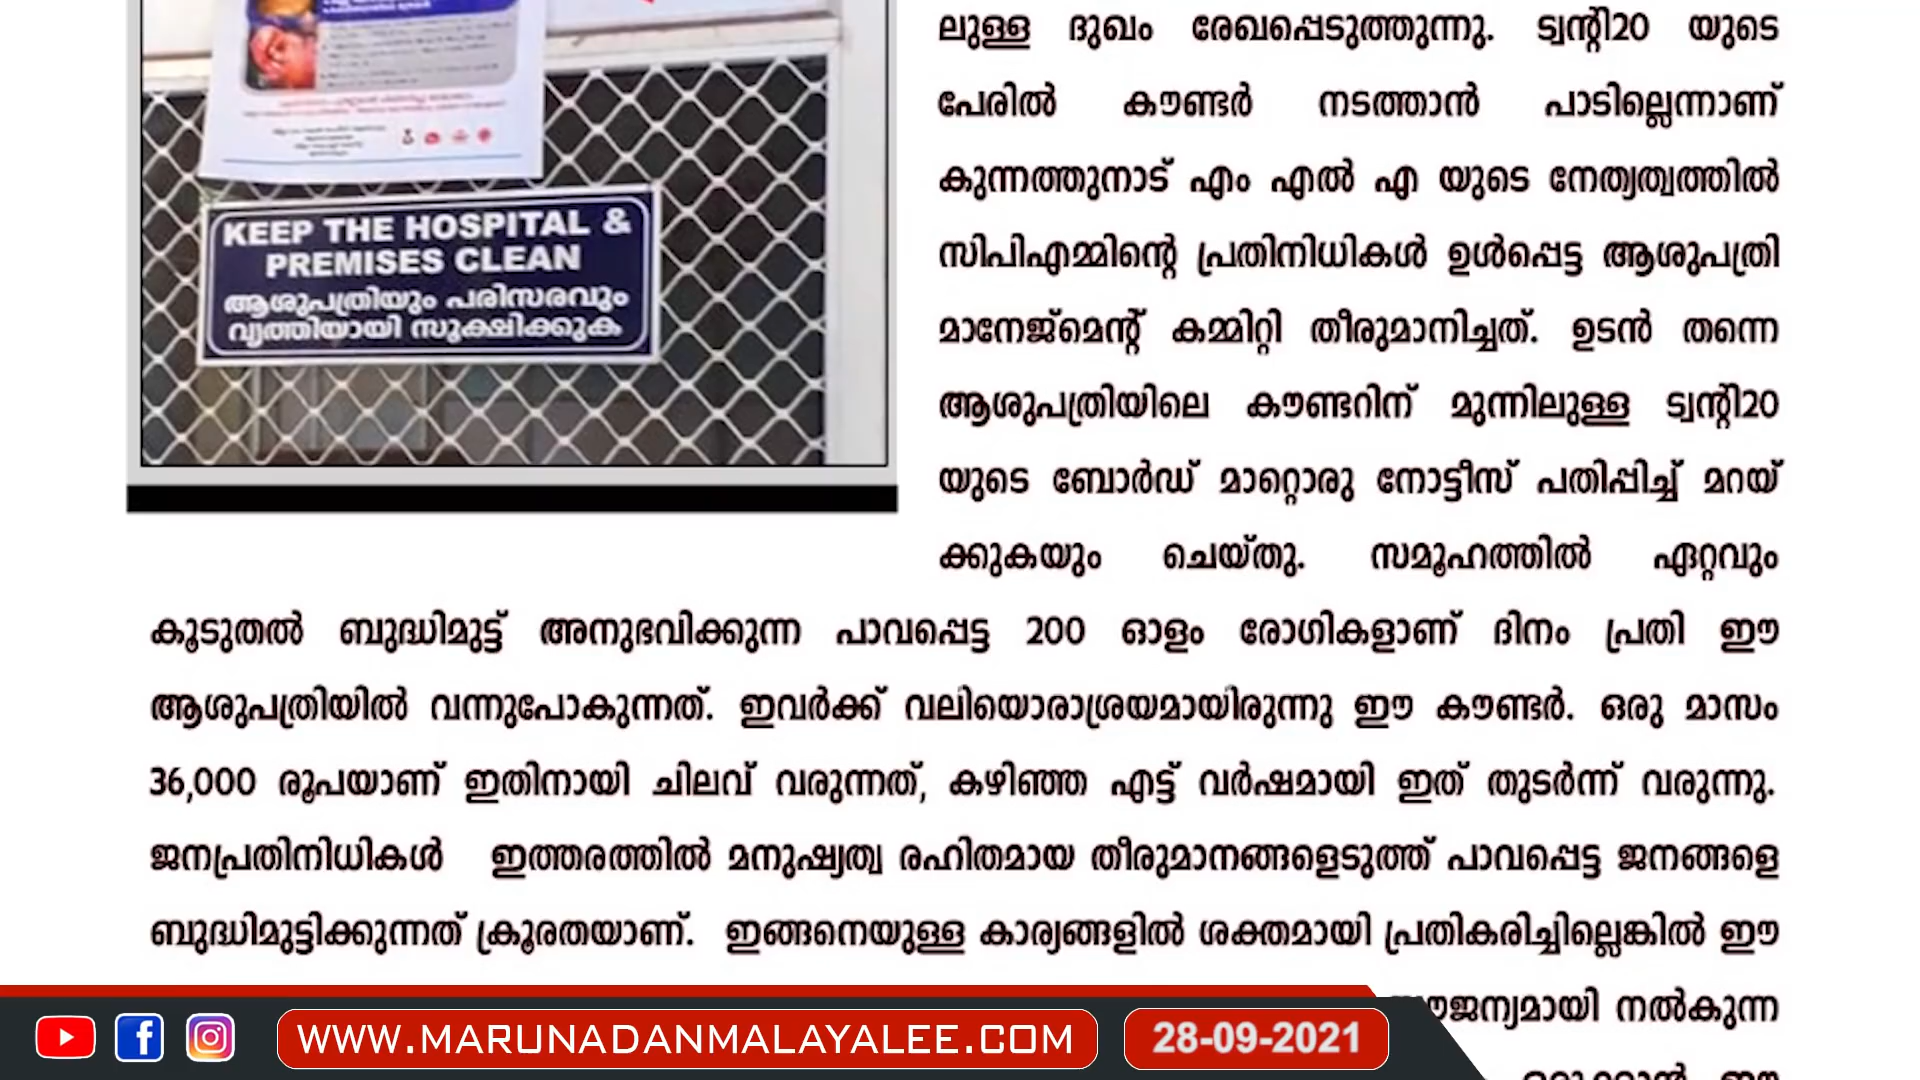 KEEP THE HOSPITAL &
PREMISES CLEAN
ആശുപത്രിയും പരിസരവും
വൃത്തിയായി സൂക്ഷിക്കുക
ലുള്ള ദുഖം രേഖപ്പെടുത്തുന്നു. ട്വന്റി20 യുടെ
പേരിൽ കൗണ്ടർ നടത്താൻ പാടില്ലെന്നാണ്
കുന്നത്തുനാട് എം എൽ എ യുടെ നേതൃത്വത്തിൽ
സിപിഎമ്മിന്റെ പ്രതിനിധികൾ ഉൾപ്പെട്ട ആശുപത്രി
മാനേജ്മെന്റ് കമ്മിറ്റി തീരുമാനിച്ചത്. ഉടൻ തന്നെ
ആശുപത്രിയിലെ കൗണ്ടറിന് മുന്നിലുള്ള ട്വന്റി20
യുടെ ബോർഡ് മാറ്റൊരു നോട്ടീസ് പതിപ്പിച്ച് മറയ്
ക്കുകയും ചെയ്തു. സമൂഹത്തിൽ ഏറ്റവും
കൂടുതൽ ബുദ്ധിമുട്ട് അനുഭവിക്കുന്ന പാവപ്പെട്ട 200 ഓളം രോഗികളാണ് ദിനം പ്രതി ഈ
ആശുപത്രിയിൽ വന്നുപോകുന്നത്. ഇവർക്ക് വലിയൊരാശ്രയമായിരുന്നു ഈ കൗണ്ടർ. ഒരു മാസം
36,000 രൂപയാണ് ഇതിനായി ചിലവ് വരുന്നത്, കഴിഞ്ഞ എട്ട് വർഷമായി ഇത് തുടർന്ന് വരുന്നു.
ജനപ്രതിനിധികൾ ഇത്തരത്തിൽ മനുഷ്യത്വ രഹിതമായ തീരുമാനങ്ങളെടുത്ത് പാവപ്പെട്ട ജനങ്ങളെ
ബുദ്ധിമുട്ടിക്കുന്നത് ക്രൂരതയാണ്. ഇങ്ങനെയുള്ള കാര്യങ്ങളിൽ ശക്തമായി പ്രതികരിച്ചില്ലെങ്കിൽ ഈ
നൽകുന്ന
WWW.MARUNADANMALAYALEE.COM
28-09-2021